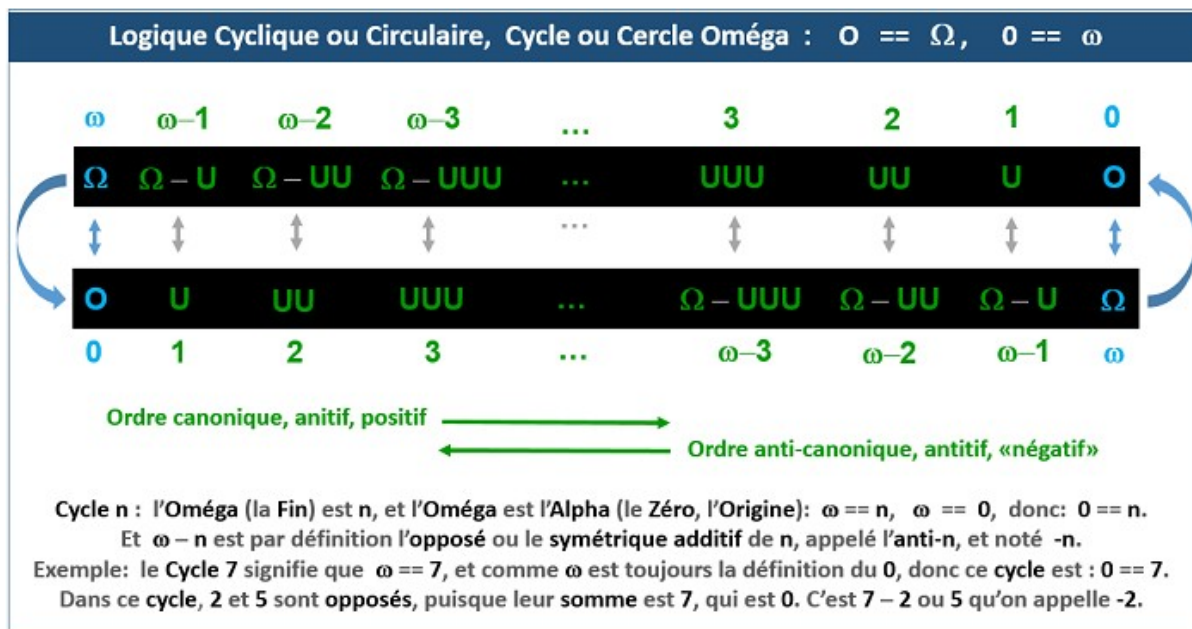 Logique Cyclique ou Circulaire, Cycle ou Cercle Oméga : O == Ω, 0 == ω
ω ω–1 ω–2 ω–3 ... 3 2 1 0
Ω Ω – U Ω – UU Ω – UUU ... UUU UU U O
...
O U UU UUU ... Ω – UUU Ω – UU Ω – U Ω
0 1 2 3 ... ω–3 ω–2 ω–1 ω
Ordre canonique, anitif, positif
Ordre anti-canonique, antitif, «négatif»
Cycle n : l’Oméga (la Fin) est n, et l’Oméga est l’Alpha (le Zéro, l’Origine): ω == n, ω == 0, donc: 0 == n.
Et ω – n est par définition l’opposé ou le symétrique additif de n, appelé l’anti-n, et noté -n.
Exemple: le Cycle 7 signifie que ω == 7, et comme ω est toujours la définition du 0, donc ce cycle est : 0 == 7.
Dans ce cycle, 2 et 5 sont opposés, puisque leur somme est 7, qui est 0. C’est 7 – 2 ou 5 qu’on appelle -2.